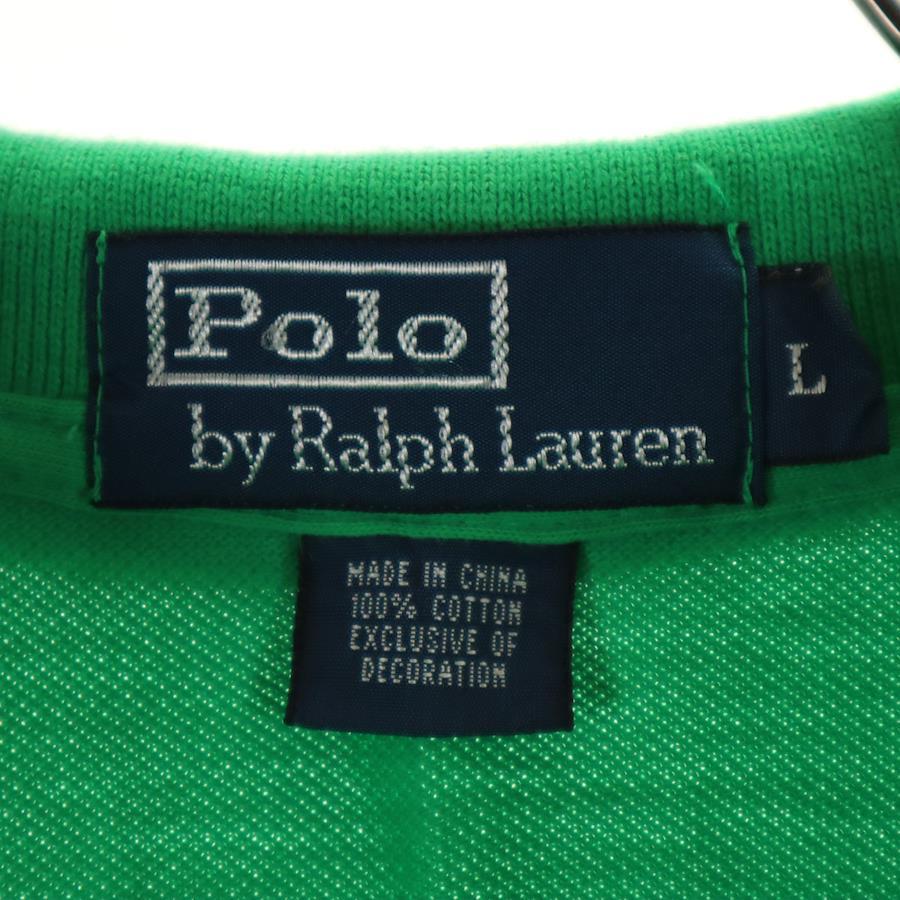 Polo
by Ralph Lauren
L
MADE IN CHINA
100% COTTON
EXCLUSIVE OF
DECORATION